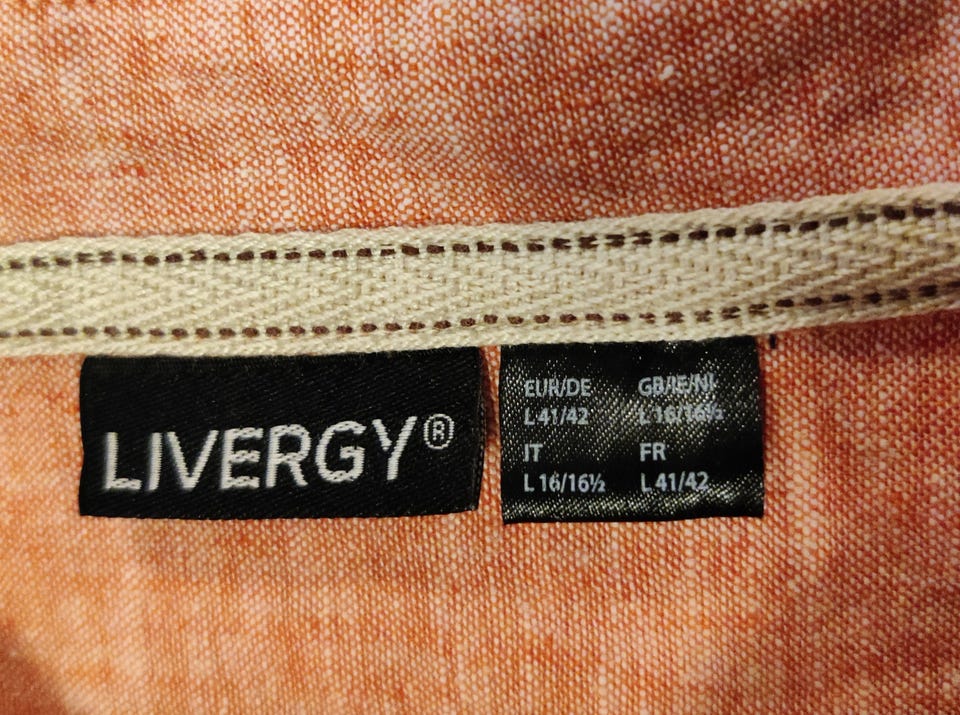 LIVERGY®
EUR/DE GB/IE/NI
L 41/42 L 16/16½
IT FR
L 16/16½ L 41/42